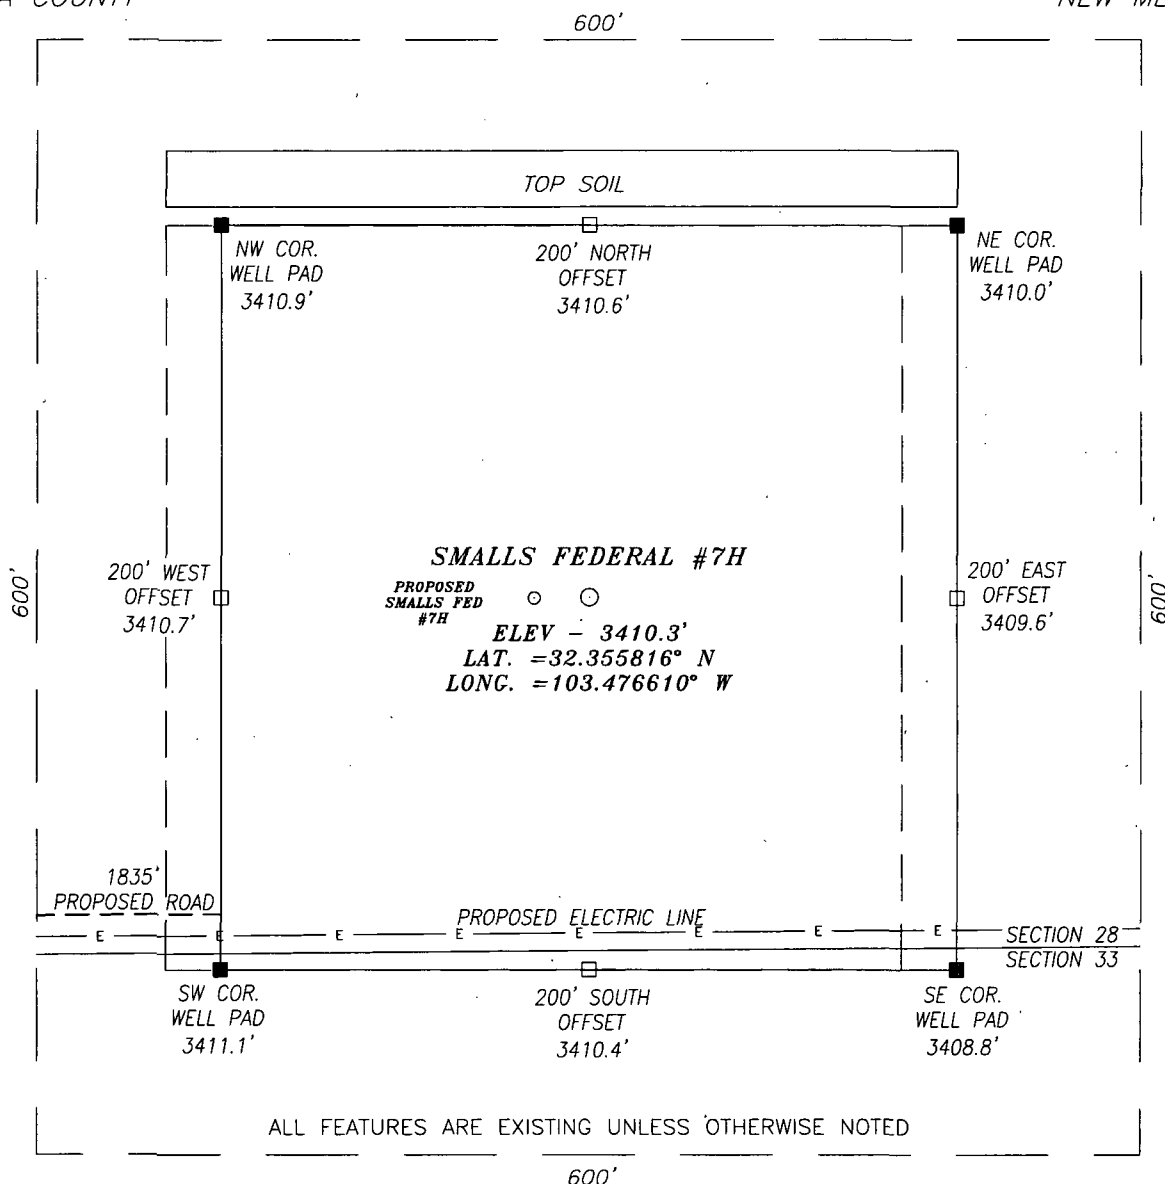 600'
TOP SOIL
NW COR.
WELL PAD
3410.9'
200' NORTH
OFFSET
3410.6'
NE COR.
WELL PAD
3410.0'
600'
200' WEST
OFFSET
3410.7'
SMALLS FEDERAL #7H
PROPOSED
SMALLS FED
#7H
ELEV - 3410.3'
LAT. =32.355816° N
LONG. =103.476610° W
200' EAST
OFFSET
3409.6'
600'
1835'
PROPOSED ROAD
PROPOSED ELECTRIC LINE
E E E E E E E E
SECTION 28
SECTION 33
SW COR.
WELL PAD
3411.1'
200' SOUTH
OFFSET
3410.4'
SE COR.
WELL PAD
3408.8'
ALL FEATURES ARE EXISTING UNLESS OTHERWISE NOTED
600'